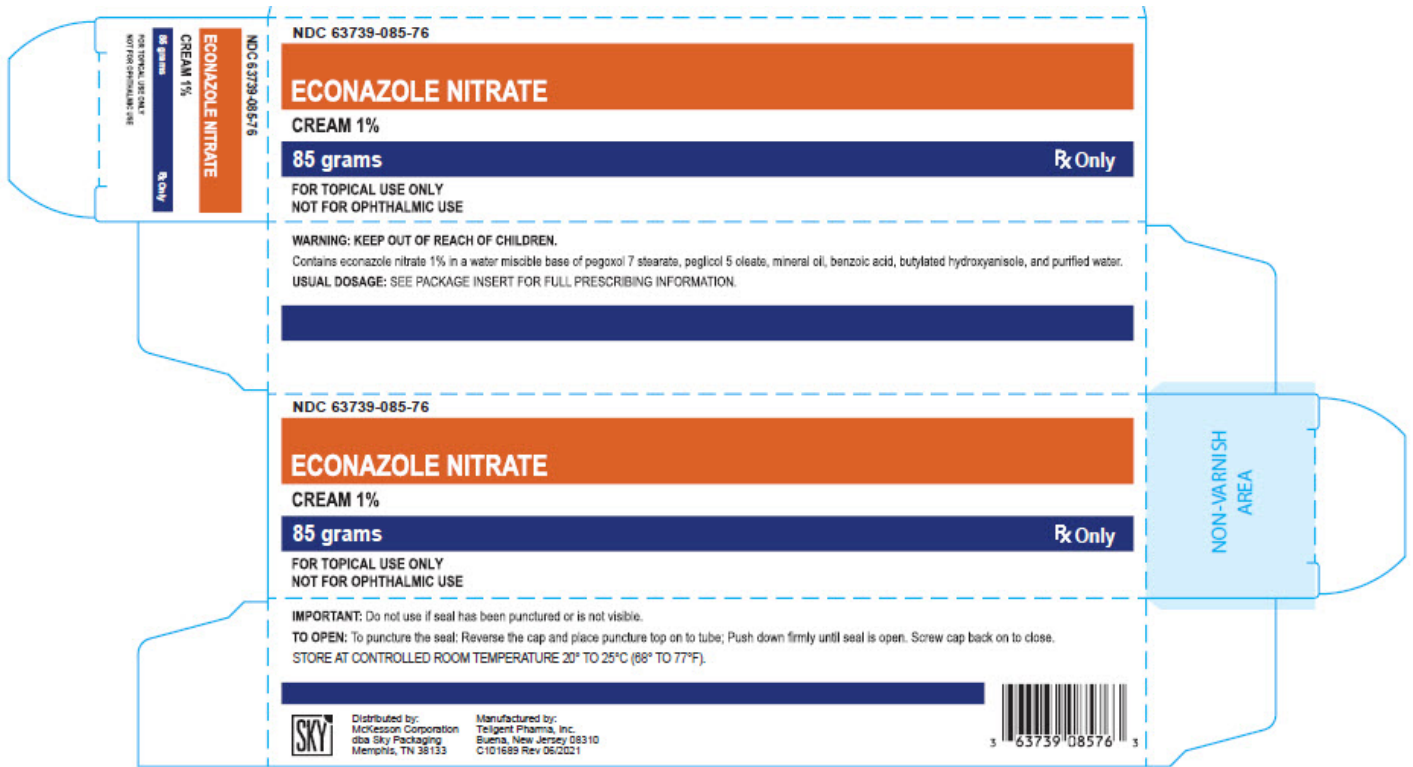 NDC 63739-085-76
ECONAZOLE NITRATE
CREAM 1%
85 grams ℞ Only
FOR TOPICAL USE ONLY
NOT FOR OPHTHALMIC USE
NDC 63739-085-76
ECONAZOLE NITRATE
CREAM 1%
85 grams ℞ Only
FOR TOPICAL USE ONLY
NOT FOR OPHTHALMIC USE
WARNING: KEEP OUT OF REACH OF CHILDREN.
Contains econazole nitrate 1% in a water miscible base of pegoxol 7 stearate, peglicol 5 oleate, mineral oil, benzoic acid, butylated hydroxyanisole, and purified water.
USUAL DOSAGE: SEE PACKAGE INSERT FOR FULL PRESCRIBING INFORMATION.
NDC 63739-085-76
ECONAZOLE NITRATE
CREAM 1%
85 grams ℞ Only
FOR TOPICAL USE ONLY
NOT FOR OPHTHALMIC USE
NON-VARNISH
AREA
IMPORTANT: Do not use if seal has been punctured or is not visible.
TO OPEN: To puncture the seal: Reverse the cap and place puncture top on to tube; Push down firmly until seal is open. Screw cap back on to close.
STORE AT CONTROLLED ROOM TEMPERATURE 20° TO 25°C (68° TO 77°F).
SKY
Distributed by:
McKesson Corporation
dba Sky Packaging
Memphis, TN 38133
Manufactured by:
Teligent Pharma, Inc.
Buena, New Jersey 08310
C101689 Rev 06/2021
3 63739 08576 3